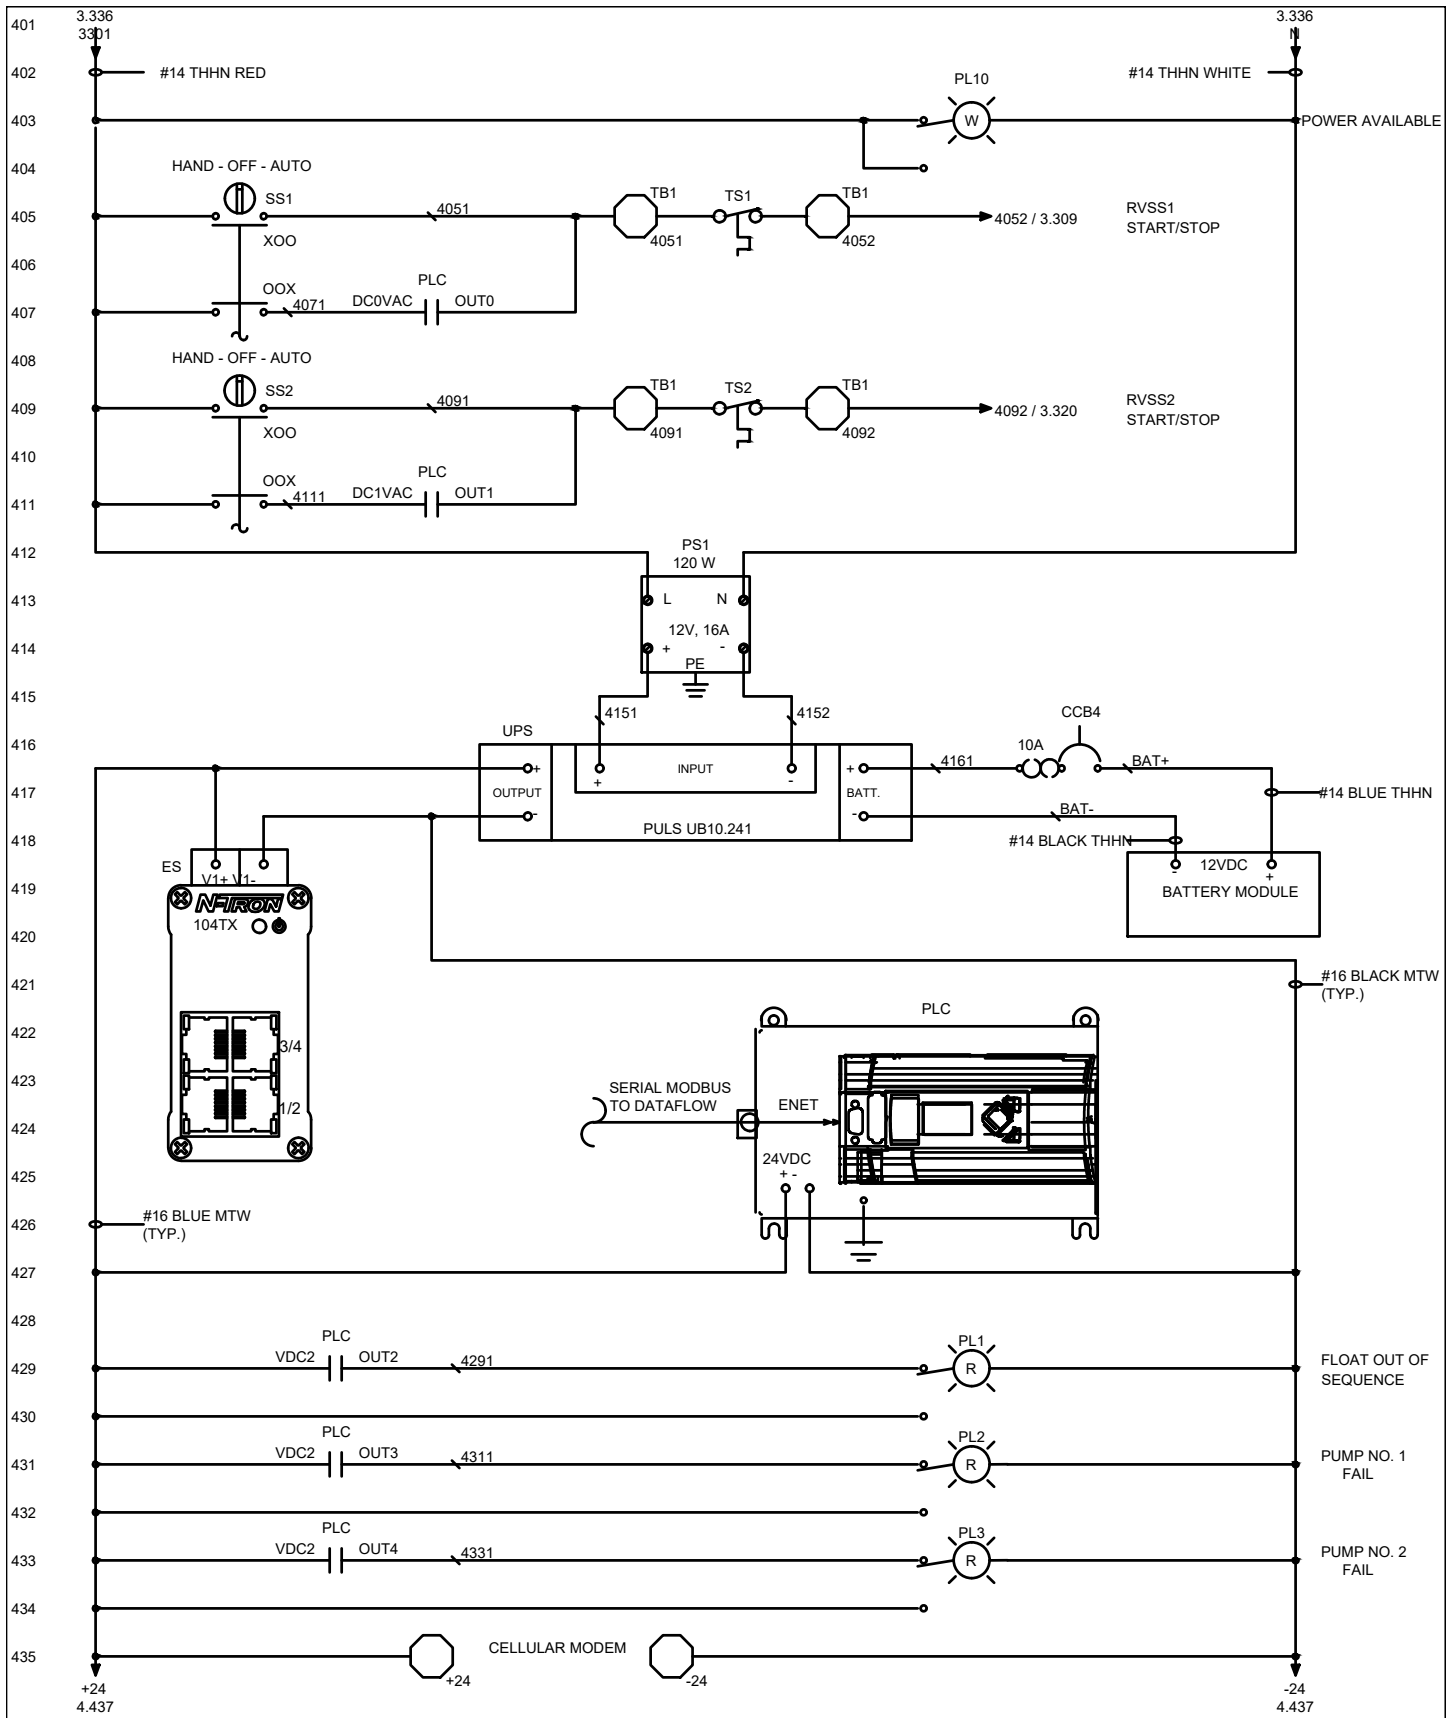 401
3.336
3301
3.336
N
402
#14 THHN RED
#14 THHN WHITE
PL10
403
W
POWER AVAILABLE
404
HAND - OFF - AUTO
SS1
405
4051
TB1
TS1
TB1
4052 / 3.309
RVSS1
START/STOP
XOO
4051
4052
406
OOX
PLC
407
4071
DC0VAC
OUT0
408
HAND - OFF - AUTO
SS2
409
4091
TB1
TS2
TB1
4092 / 3.320
RVSS2
START/STOP
XOO
4091
4092
410
OOX
PLC
411
4111
DC1VAC
OUT1
412
PS1
120 W
413
L
N
12V, 16A
414
+
-
PE
415
4151
4152
CCB4
416
UPS
10A
+
INPUT
+
4161
BAT+
417
OUTPUT
+
-
BATT.
#14 BLUE THHN
-
-
BAT-
PULS UB10.241
418
#14 BLACK THHN
ES
V1+ V1-
-
12VDC
+
419
BATTERY MODULE
N-TRON
104TX
420
421
#16 BLACK MTW
(TYP.)
PLC
422
3/4
423
SERIAL MODBUS
TO DATAFLOW
ENET
1/2
424
24VDC
+ -
425
426
#16 BLUE MTW
(TYP.)
427
428
PLC
PL1
429
VDC2
OUT2
4291
R
FLOAT OUT OF
SEQUENCE
430
PLC
PL2
431
VDC2
OUT3
4311
R
PUMP NO. 1
FAIL
432
PLC
PL3
433
VDC2
OUT4
4331
R
PUMP NO. 2
FAIL
434
435
CELLULAR MODEM
+24
-24
+24
4.437
-24
4.437